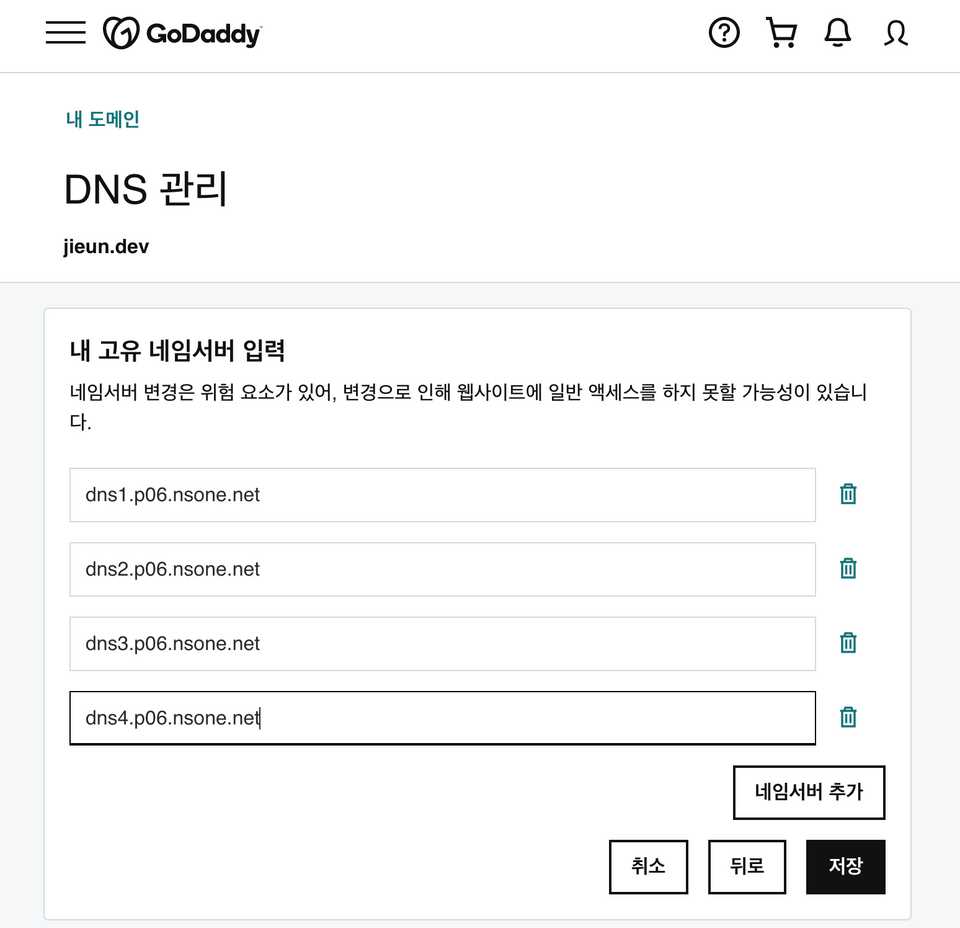 GoDaddy
내 도메인
DNS 관리
jieun.dev
내 고유 네임서버 입력
네임서버 변경은 위험 요소가 있어, 변경으로 인해 웹사이트에 일반 액세스를 하지 못할 가능성이 있습니
다.
dns1.p06.nsone.net
dns2.p06.nsone.net
dns3.p06.nsone.net
dns4.p06.nsone.net
네임서버 추가
취소 뒤로 저장